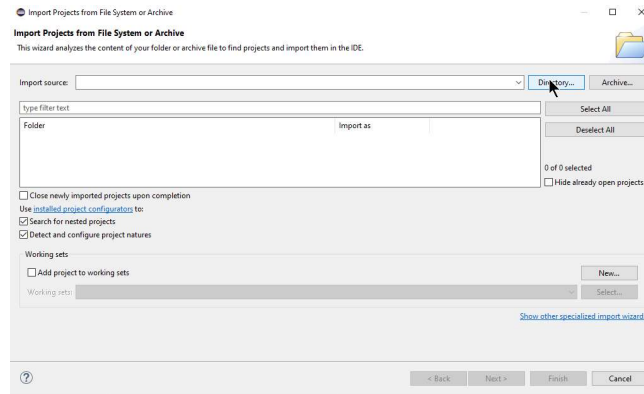 Import Projects from File System or Archive
Import Projects from File System or Archive
This wizard analyzes the content of your folder or archive file to find projects and import them in the IDE.
Import source: Directory... Archive...
type filter text Select All
Folder Import as Deselect All
0 of 0 selected
Hide already open projects
Close newly imported projects upon completion
Use installed project configurators to:
Search for nested projects
Detect and configure project natures
Working sets
Add project to working sets New...
Working sets: Select...
Show other specialized import wizard
< Back Next > Finish Cancel